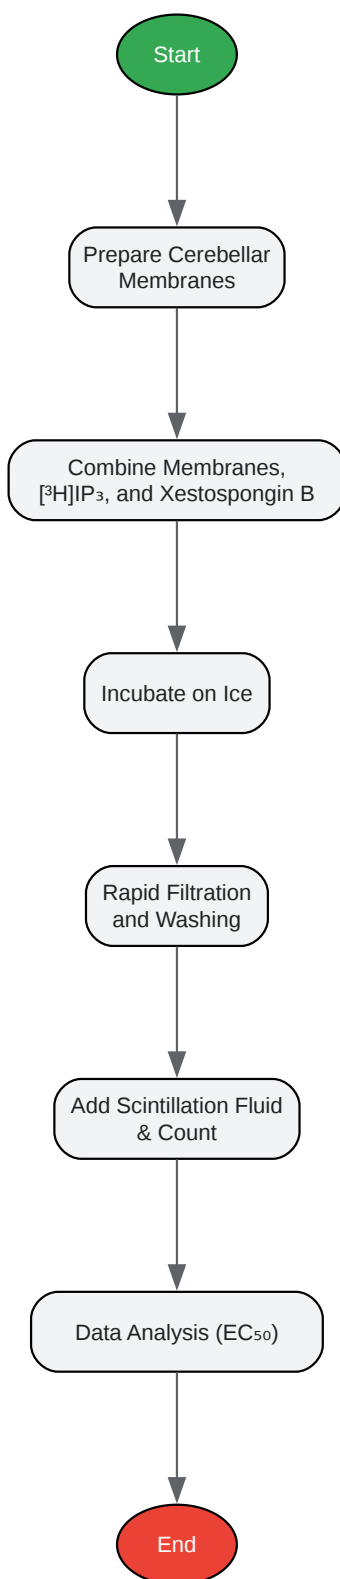 Start
Prepare Cerebellar
Membranes
Combine Membranes,
[³H]IP₃, and Xestospongin B
Incubate on Ice
Rapid Filtration
and Washing
Add Scintillation Fluid
& Count
Data Analysis (EC₅₀)
End